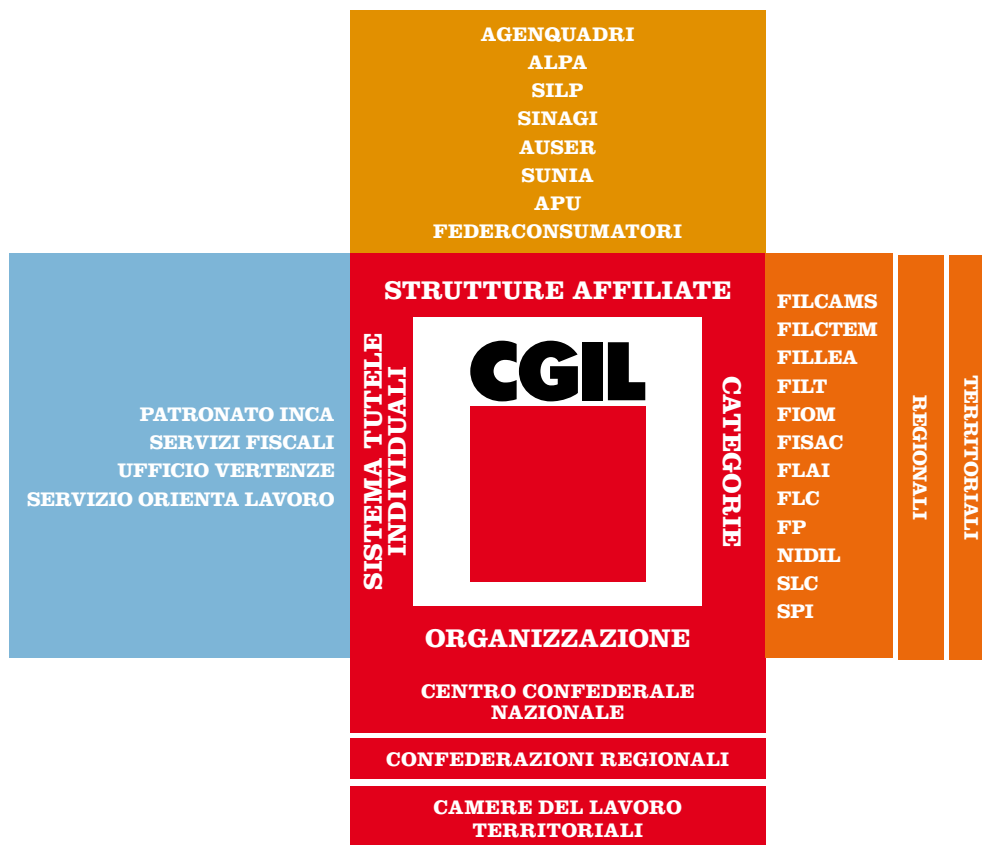 AGENQUADRI
ALPA
SILP
SINAGI
AUSER
SUNIA
APU
FEDERCONSUMATORI
STRUTTURE AFFILIATE
PATRONATO INCA
SERVIZI FISCALI
UFFICIO VERTENZE
SERVIZIO ORIENTA LAVORO
SISTEMA TUTELE
INDIVIDUALI
CGIL
CATEGORIE
FILCAMS
FILCTEM
FILLEA
FILT
FIOM
FISAC
FLAI
FLC
FP
NIDIL
SLC
SPI
REGIONALI
TERRITORIALI
ORGANIZZAZIONE
CENTRO CONFEDERALE
NAZIONALE
CONFEDERAZIONI REGIONALI
CAMERE DEL LAVORO
TERRITORIALI